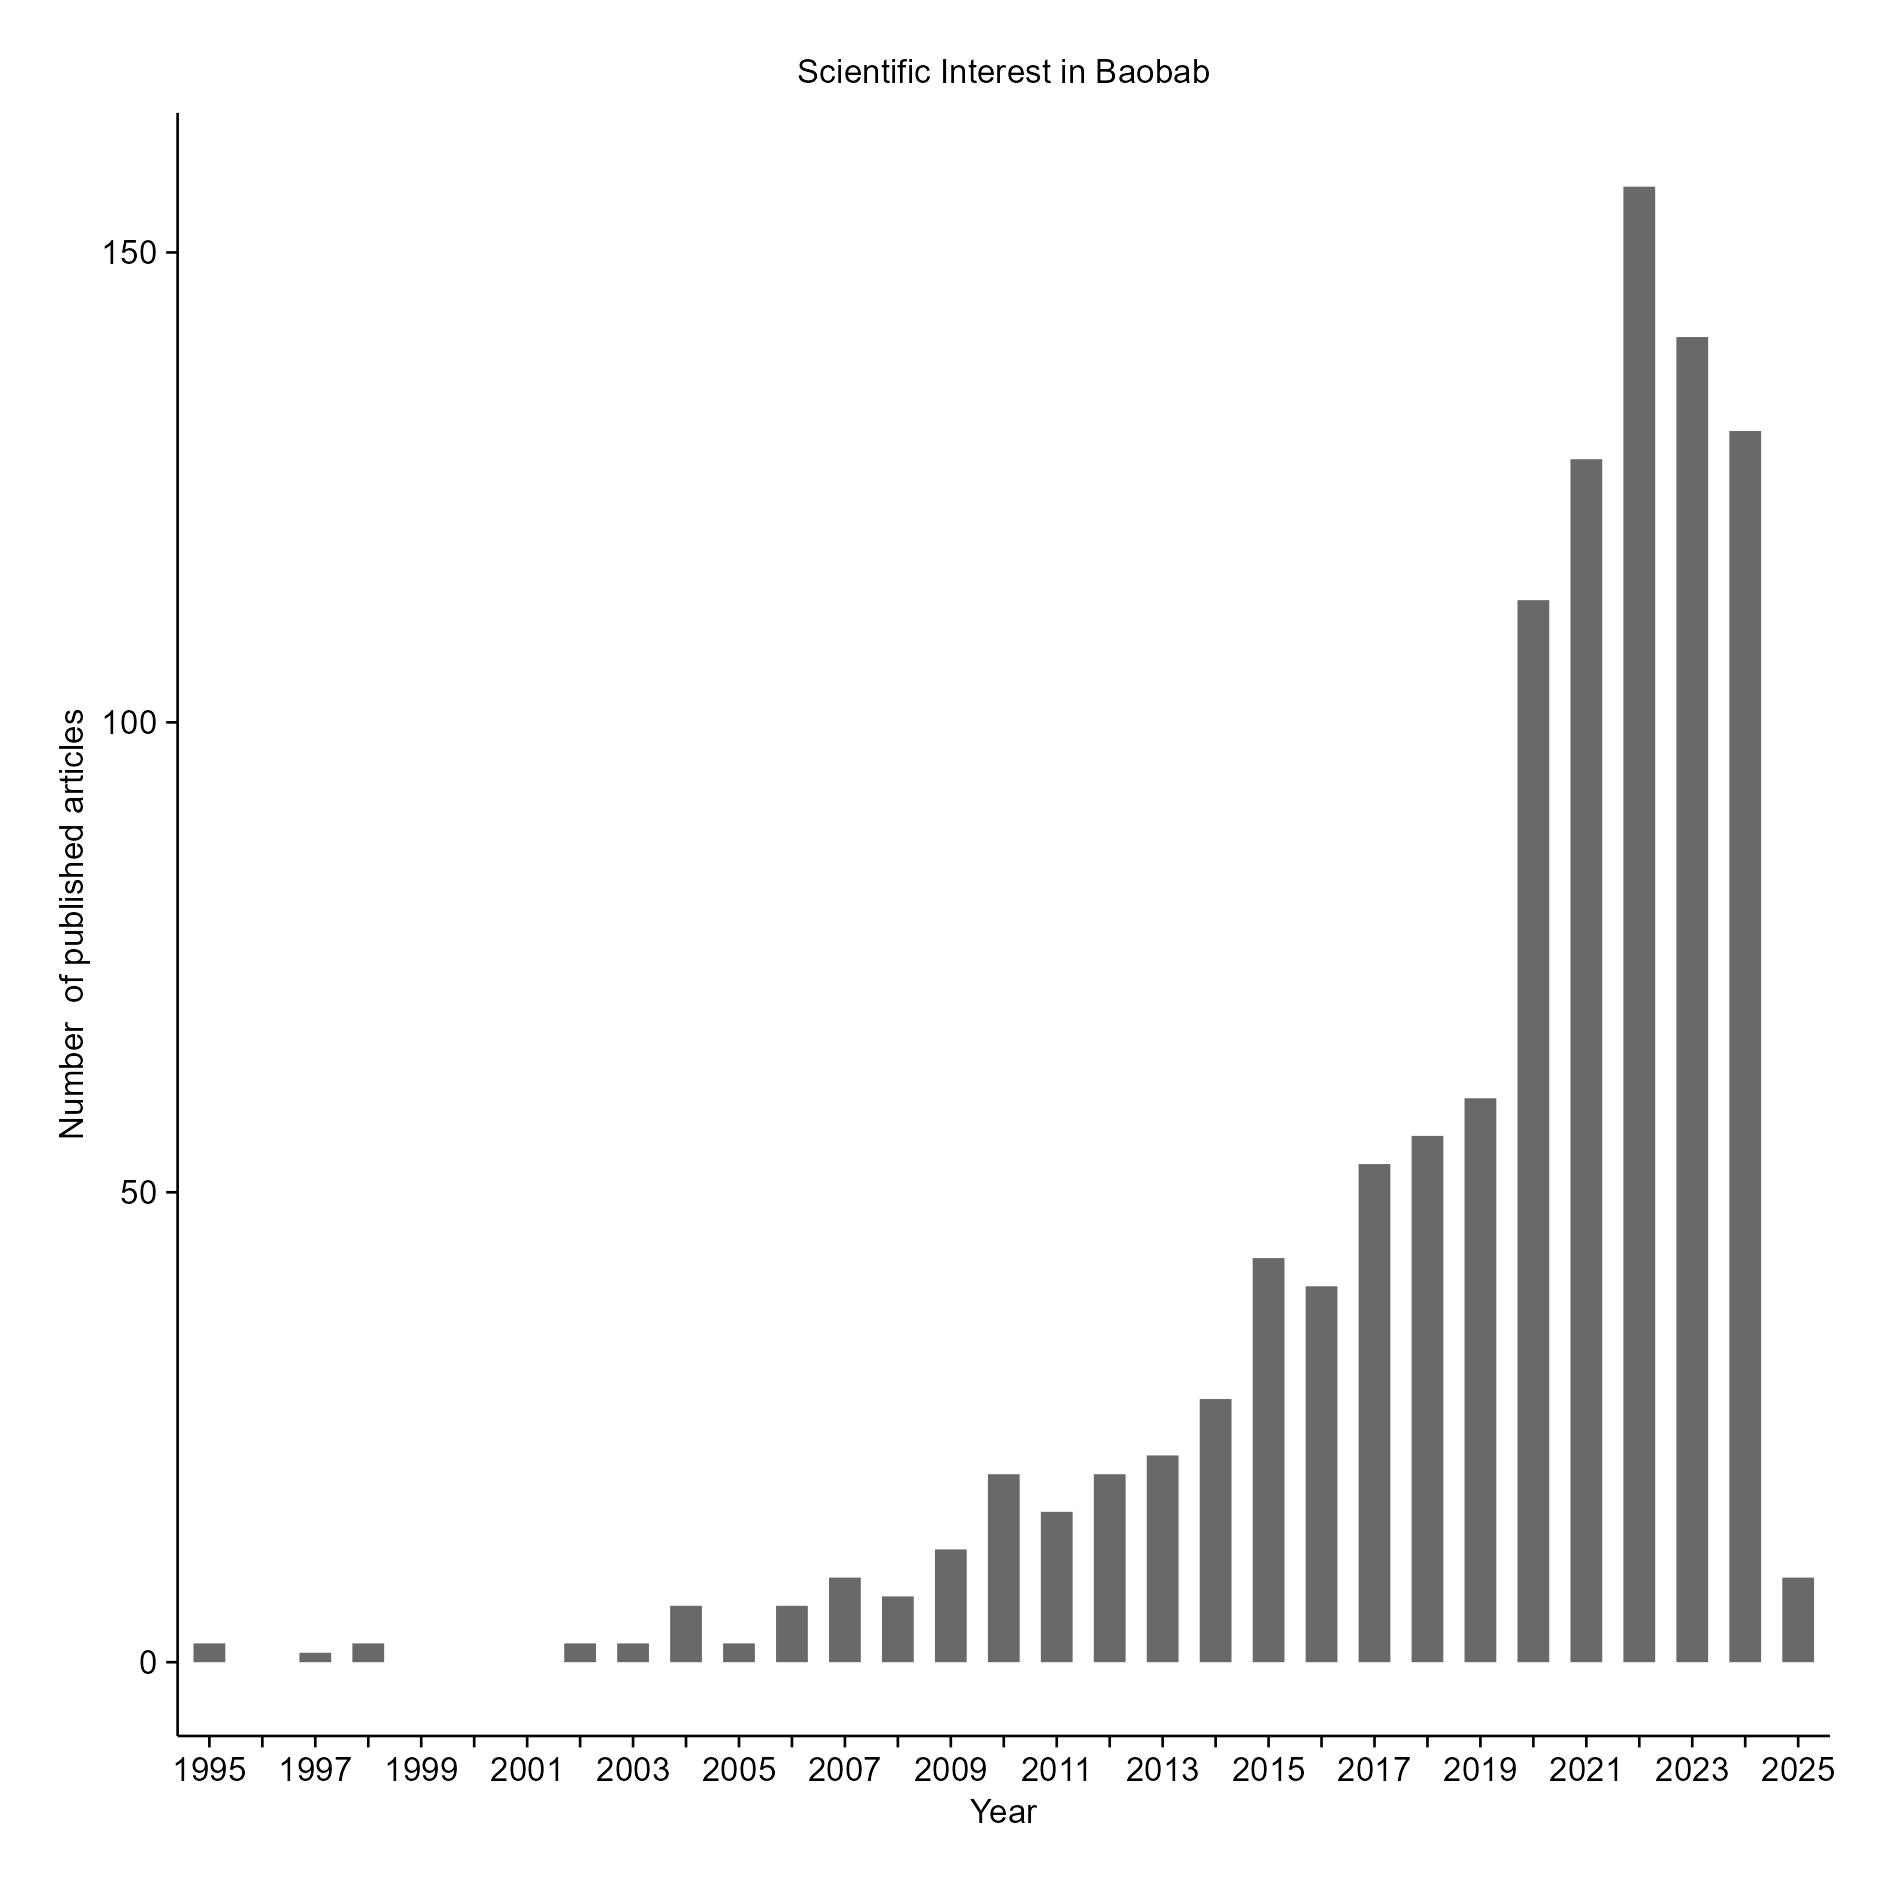 Scientific Interest in Baobab
150
100
50
0
Number  of published articles
1995 1997 1999 2001 2003 2005 2007 2009 2011 2013 2015 2017 2019 2021 2023 2025
Year